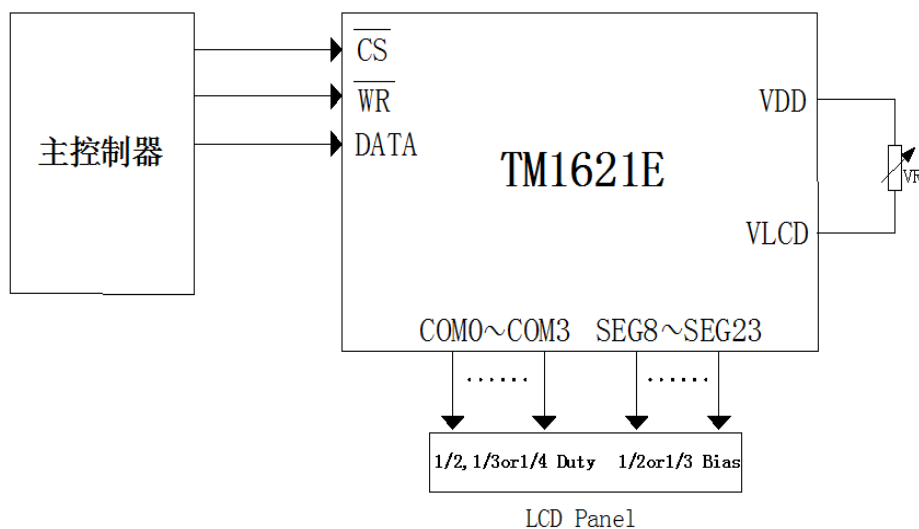 主控制器
CS
WR
DATA
TM1621E
VDD
VLCD
VR
COM0～COM3 SEG8～SEG23
1/2,1/3or1/4 Duty 1/2or1/3 Bias
LCD Panel